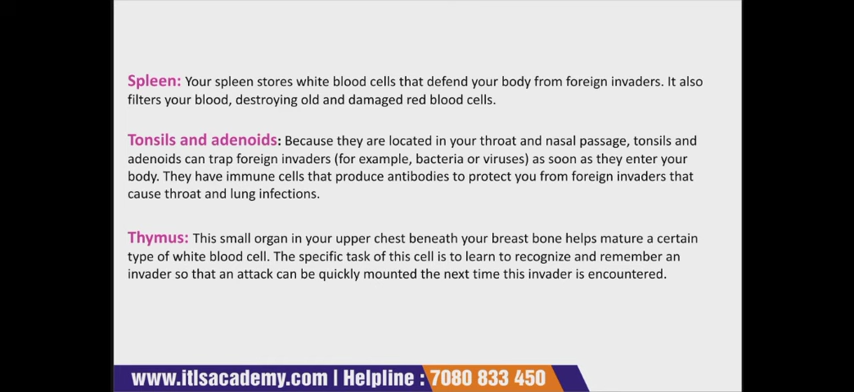 Spleen: Your spleen stores white blood cells that defend your body from foreign invaders. It also
filters your blood, destroying old and damaged red blood cells.
Tonsils and adenoids: Because they are located in your throat and nasal passage, tonsils and
adenoids can trap foreign invaders (for example, bacteria or viruses) as soon as they enter your
body. They have immune cells that produce antibodies to protect you from foreign invaders that
cause throat and lung infections.
Thymus: This small organ in your upper chest beneath your breast bone helps mature a certain
type of white blood cell. The specific task of this cell is to learn to recognize and remember an
invader so that an attack can be quickly mounted the next time this invader is encountered.
www.itlsacademy.com | Helpline : 7080 833 450